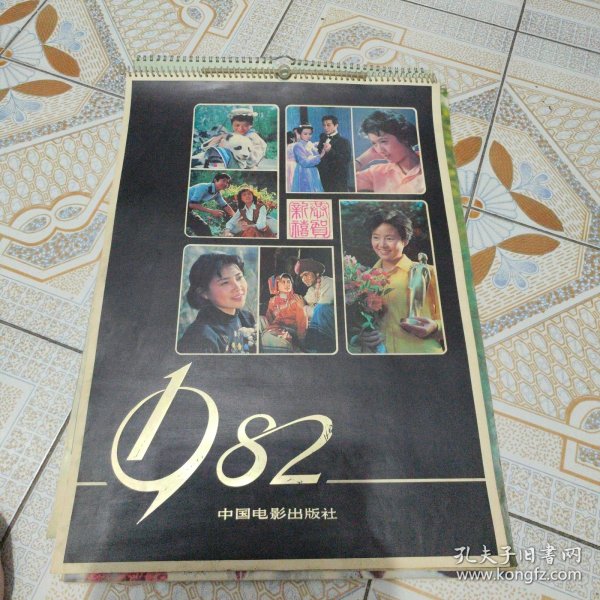 恭贺
新禧
1982
中国电影出版社
孔夫子旧书网
www.kongfz.com